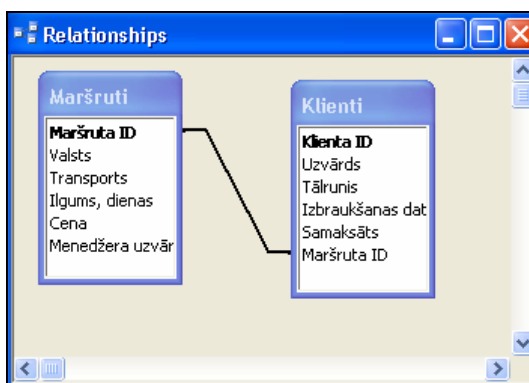 Relationships
Maršruti
Maršruta ID
Valsts
Transports
Ilgums, dienas
Cena
Menedžera uzvār
Klienti
Klienta ID
Uzvārds
Tālrunis
Izbraukšanas dat
Samaksāts
Maršruta ID